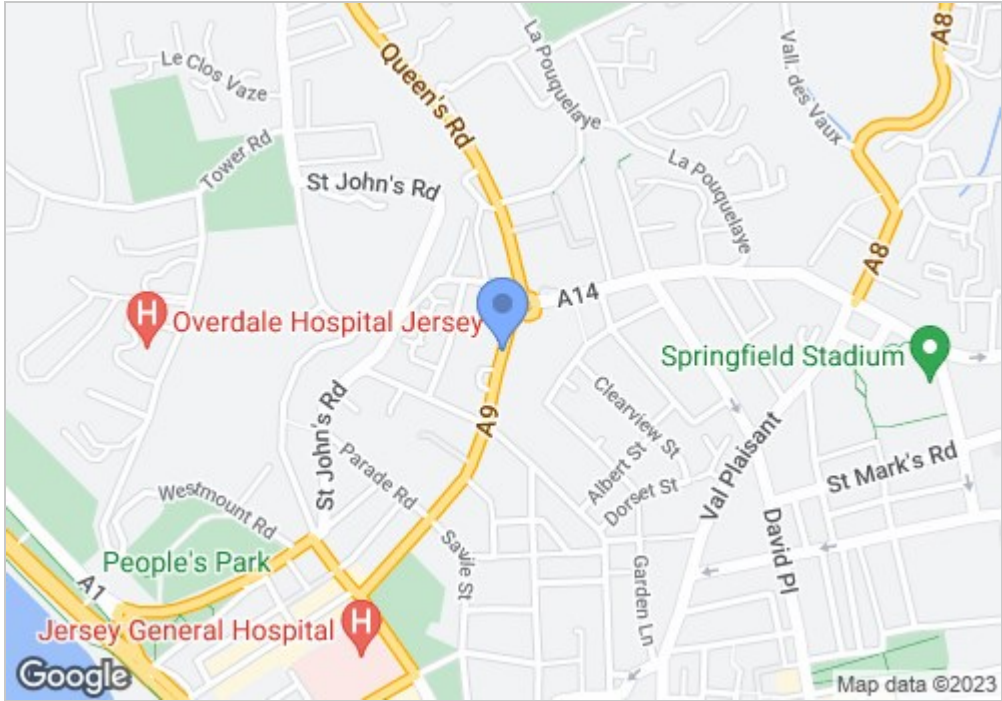 La Pouquelaye
A8
Le Clos Vaze
Queen's Rd
Vall. des Vaux
Tower Rd
La Pouquelaye
St John's Rd
A8
A14
Overdale Hospital Jersey
Springfield Stadium
Clearview St
St John's Rd
A9
Albert St
Parade Rd
Dorset St
Val Plaisant
St Mark's Rd
Westmount Rd
People's Park
Savile St
David Pl
A1
Garden Ln
Jersey General Hospital
Google
Map data ©2023